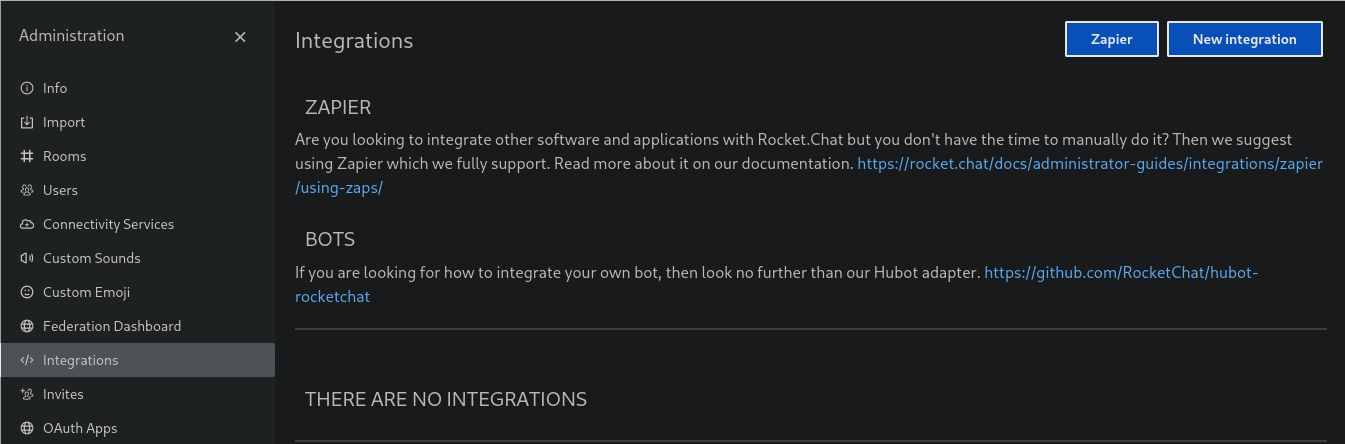 Administration
Info
Import
Rooms
Users
Connectivity Services
Custom Sounds
Custom Emoji
Federation Dashboard
Integrations
Invites
OAuth Apps
Integrations
Zapier
New integration
ZAPIER
Are you looking to integrate other software and applications with Rocket.Chat but you don't have the time to manually do it? Then we suggest
using Zapier which we fully support. Read more about it on our documentation. https://rocket.chat/docs/administrator-guides/integrations/zapier
/using-zaps/
BOTS
If you are looking for how to integrate your own bot, then look no further than our Hubot adapter. https://github.com/RocketChat/hubot-
rocketchat
THERE ARE NO INTEGRATIONS